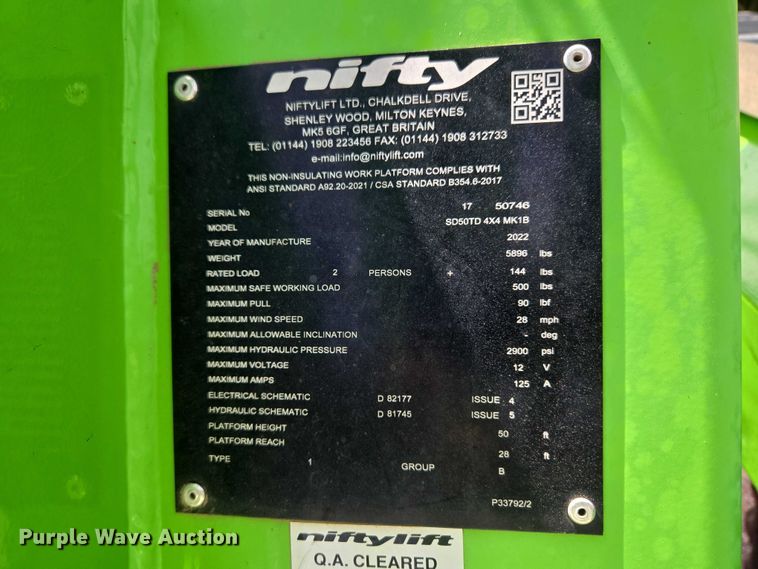 nifty
NIFTYLIFT LTD., CHALKDELL DRIVE,
SHENLEY WOOD, MILTON KEYNES,
MK5 6GF, GREAT BRITAIN
TEL: (01144) 1908 223456 FAX: (01144) 1908 312733
e-mail:info@niftylift.com
THIS NON-INSULATING WORK PLATFORM COMPLIES WITH
ANSI STANDARD A92.20-2021 / CSA STANDARD B354.6-2017
SERIAL No 17 50746
MODEL SD50TD 4X4 MK1B
YEAR OF MANUFACTURE 2022
WEIGHT 5896 lbs
RATED LOAD 2 PERSONS + 144 lbs
MAXIMUM SAFE WORKING LOAD 500 lbs
MAXIMUM PULL 90 lbf
MAXIMUM WIND SPEED 28 mph
MAXIMUM ALLOWABLE INCLINATION - deg
MAXIMUM HYDRAULIC PRESSURE 2900 psi
MAXIMUM VOLTAGE 12 V
MAXIMUM AMPS 125 A
ELECTRICAL SCHEMATIC D 82177 ISSUE 4
HYDRAULIC SCHEMATIC D 81745 ISSUE 5
PLATFORM HEIGHT 50 ft
PLATFORM REACH 28 ft
TYPE 1 GROUP B
P33792/2
niftylift
Q.A. CLEARED
Purple Wave Auction